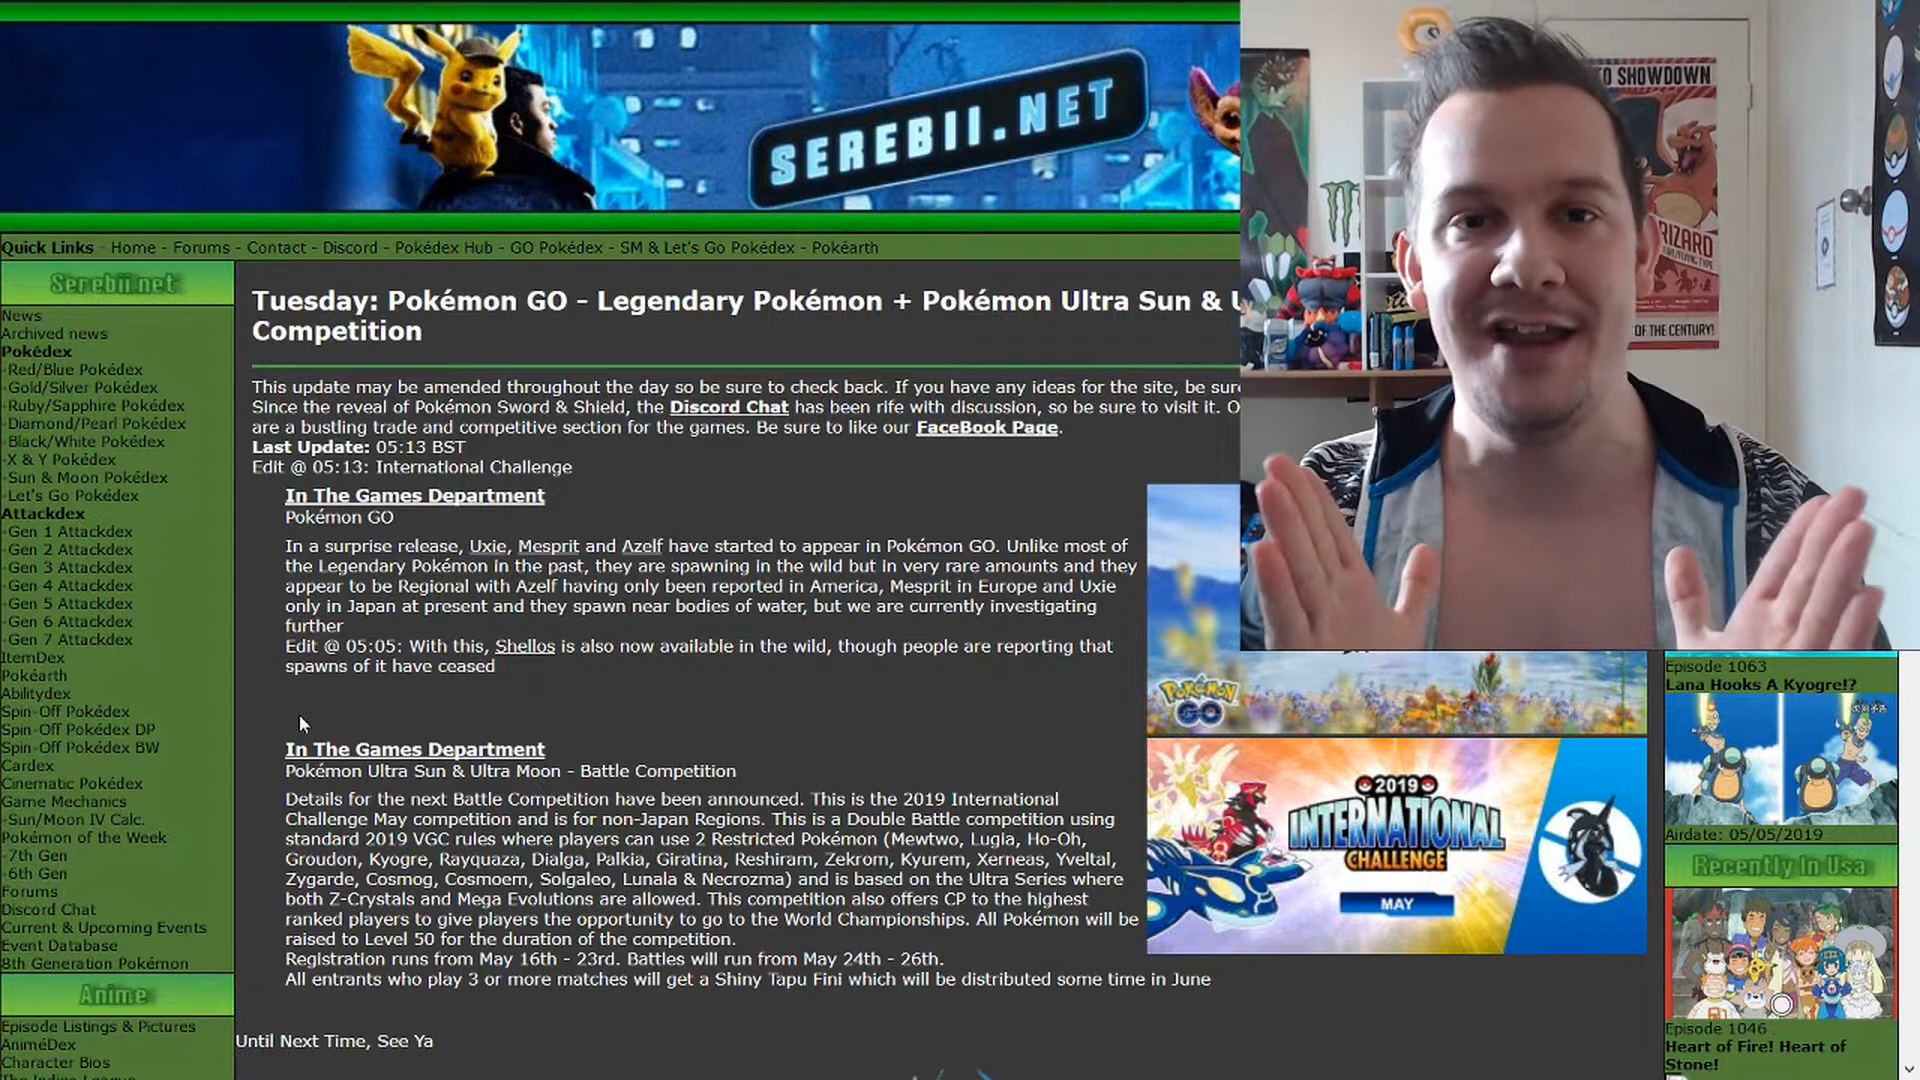 SEREBII.NET
O SHOWDOWN
RIZARD
OF THE CENTURY!
Quick Links - Home - Forums - Contact - Discord - Pokédex Hub - GO Pokédex - SM & Let's Go Pokédex - Pokéarth
Serebii.net
News
Archived news
Pokédex
-Red/Blue Pokédex
-Gold/Silver Pokédex
-Ruby/Sapphire Pokédex
-Diamond/Pearl Pokédex
-Black/White Pokédex
-X & Y Pokédex
-Sun & Moon Pokédex
-Let's Go Pokédex
Attackdex
-Gen 1 Attackdex
-Gen 2 Attackdex
-Gen 3 Attackdex
-Gen 4 Attackdex
-Gen 5 Attackdex
-Gen 6 Attackdex
-Gen 7 Attackdex
ItemDex
Pokéarth
Abilitydex
Spin-Off Pokédex
Spin-Off Pokédex DP
Spin-Off Pokédex BW
Cardex
Cinematic Pokédex
Game Mechanics
-Sun/Moon IV Calc.
Pokémon of the Week
-7th Gen
-6th Gen
Forums
Discord Chat
Current & Upcoming Events
Event Database
8th Generation Pokémon
Anime
Episode Listings & Pictures
AniméDex
Character Bios
Tuesday: Pokémon GO - Legendary Pokémon + Pokémon Ultra Sun & U
Competition
This update may be amended throughout the day so be sure to check back. If you have any ideas for the site, be sure
Since the reveal of Pokémon Sword & Shield, the Discord Chat has been rife with discussion, so be sure to visit it. O
are a bustling trade and competitive section for the games. Be sure to like our FaceBook Page.
Last Update: 05:13 BST
Edit @ 05:13: International Challenge
In The Games Department
Pokémon GO
In a surprise release, Uxie, Mesprit and Azelf have started to appear in Pokémon GO. Unlike most of
the Legendary Pokémon in the past, they are spawning in the wild but in very rare amounts and they
appear to be Regional with Azelf having only been reported in America, Mesprit in Europe and Uxie
only in Japan at present and they spawn near bodies of water, but we are currently investigating
further
Edit @ 05:05: With this, Shellos is also now available in the wild, though people are reporting that
spawns of it have ceased
POKÉMON
GO
In The Games Department
Pokémon Ultra Sun & Ultra Moon - Battle Competition
Details for the next Battle Competition have been announced. This is the 2019 International
Challenge May competition and is for non-Japan Regions. This is a Double Battle competition using
standard 2019 VGC rules where players can use 2 Restricted Pokémon (Mewtwo, Lugia, Ho-Oh,
Groudon, Kyogre, Rayquaza, Dialga, Palkia, Giratina, Reshiram, Zekrom, Kyurem, Xerneas, Yveltal,
Zygarde, Cosmog, Cosmoem, Solgaleo, Lunala & Necrozma) and is based on the Ultra Series where
both Z-Crystals and Mega Evolutions are allowed. This competition also offers CP to the highest
ranked players to give players the opportunity to go to the World Championships. All Pokémon will be
raised to Level 50 for the duration of the competition.
Registration runs from May 16th - 23rd. Battles will run from May 24th - 26th.
All entrants who play 3 or more matches will get a Shiny Tapu Fini which will be distributed some time in June
2019
INTERNATIONAL
CHALLENGE
MAY
Until Next Time, See Ya
Episode 1063
Lana Hooks A Kyogre!?
Airdate: 05/05/2019
Recently In Usa
Episode 1046
Heart of Fire! Heart of
Stone!